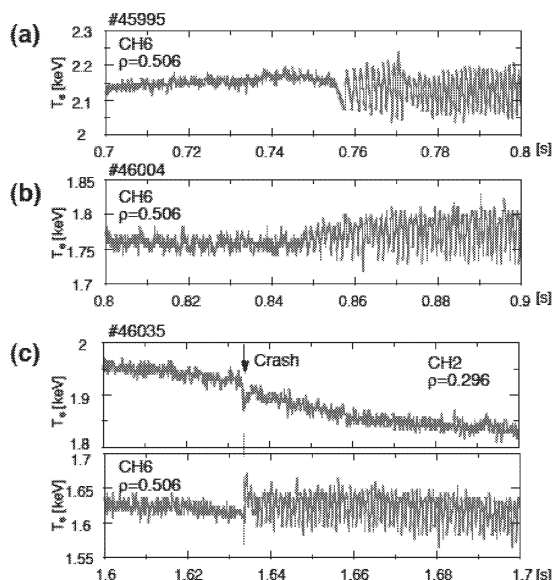 (a)
#45995
CH6
ρ=0.506
Te [keV]
2.3
2.2
2.1
2
0.7 0.72 0.74 0.76 0.78 0.8 [s]
(b)
#46004
CH6
ρ=0.506
Te [keV]
1.85
1.8
1.75
1.7
0.8 0.82 0.84 0.86 0.88 0.9 [s]
(c)
#46035
Crash
CH2
ρ=0.296
Te [keV]
2
1.9
1.8
CH6
ρ=0.506
Te [keV]
1.7
1.65
1.6
1.55
1.6 1.62 1.64 1.66 1.68 1.7 [s]